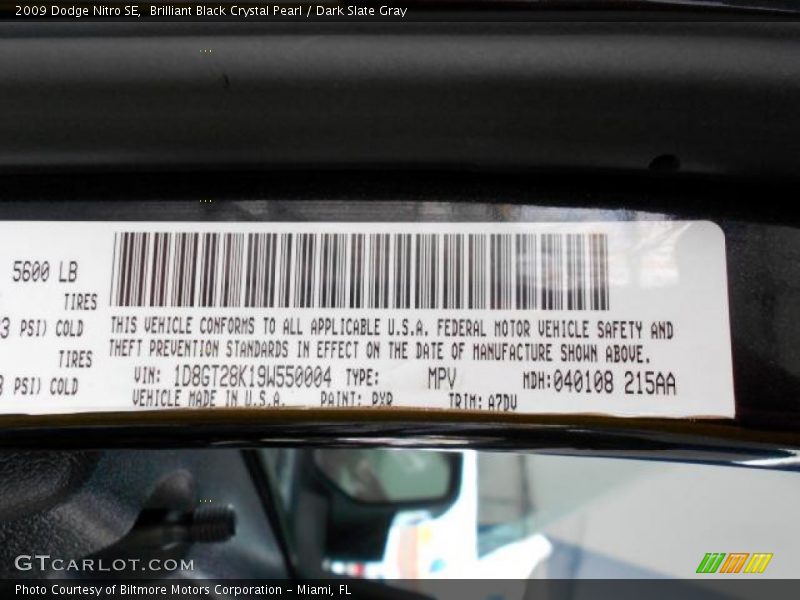 2009 Dodge Nitro SE,  Brilliant Black Crystal Pearl / Dark Slate Gray
5600 LB
TIRES
PSI) COLD
TIRES
PSI) COLD
THIS VEHICLE CONFORMS TO ALL APPLICABLE U.S.A. FEDERAL MOTOR VEHICLE SAFETY AND
THEFT PREVENTION STANDARDS IN EFFECT ON THE DATE OF MANUFACTURE SHOWN ABOVE.
VIN: 1D8GT28K19W550004 TYPE: MPV MDH:040108 215AA
VEHICLE MADE IN U.S.A. PAINT: PXR TRIM: A7DV
GTCARLOT.COM
Photo Courtesy of Biltmore Motors Corporation - Miami, FL